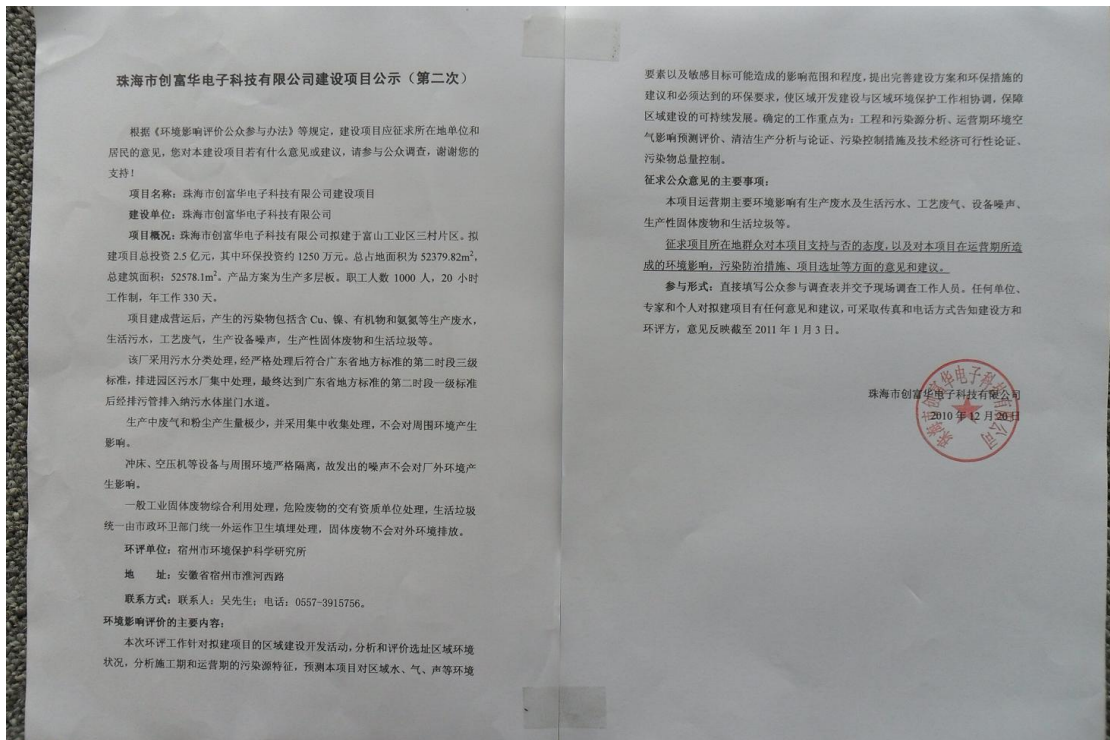 珠海市创富华电子科技有限公司建设项目公示（第二次）
根据《环境影响评价公众参与办法》等规定，建设项目应征求所在地单位和
居民的意见，您对本建设项目若有什么意见或建议，请参与公众调查，谢谢您的
支持！
项目名称：珠海市创富华电子科技有限公司建设项目
建设单位：珠海市创富华电子科技有限公司
项目概况：珠海市创富华电子科技有限公司拟建于富山工业区三村片区。拟
建项目总投资 2.5 亿元，其中环保投资约 1250 万元。总占地面积为 52379.82m²，
总建筑面积：52578.1m²。产品方案为生产多层板。职工人数 1000 人，20 小时
工作制，年工作 330 天。
项目建成营运后，产生的污染物包括含 Cu、镍、有机物和氨氮等生产废水，
生活污水，工艺废气，生产设备噪声，生产性固体废物和生活垃圾等。
该厂采用污水分类处理，经严格处理后符合广东省地方标准的第二时段三级
标准，排进园区污水厂集中处理，最终达到广东省地方标准的第二时段一级标准
后经排污管排入纳污水体崖门水道。
生产中废气和粉尘产生量极少，并采用集中收集处理，不会对周围环境产生
影响。
冲床、空压机等设备与周围环境严格隔离，故发出的噪声不会对厂外环境产
生影响。
一般工业固体废物综合利用处理，危险废物的交有资质单位处理，生活垃圾
统一由市政环卫部门统一外运作卫生填埋处理，固体废物不会对外环境排放。
环评单位：宿州市环境保护科学研究所
地 址：安徽省宿州市淮河西路
联系方式：联系人：吴先生；电话：0557-3915756。
环境影响评价的主要内容：
本次环评工作针对拟建项目的区域建设开发活动，分析和评价选址区域环境
状况，分析施工期和运营期的污染源特征，预测本项目对区域水、气、声等环境
要素以及敏感目标可能造成的影响范围和程度，提出完善建设方案和环保措施的
建议和必须达到的环保要求，使区域开发建设与区域环境保护工作相协调，保障
区域建设的可持续发展。确定的工作重点为：工程和污染源分析、运营期环境空
气影响预测评价、清洁生产分析与论证、污染控制措施及技术经济可行性论证、
污染物总量控制。
征求公众意见的主要事项：
本项目运营期主要环境影响有生产废水及生活污水、工艺废气、设备噪声、
生产性固体废物和生活垃圾等。
征求项目所在地群众对本项目支持与否的态度，以及对本项目在运营期所造
成的环境影响，污染防治措施、项目选址等方面的意见和建议。
参与形式：直接填写公众参与调查表并交予现场调查工作人员。任何单位、
专家和个人对拟建项目有任何意见和建议，可采取传真和电话方式告知建设方和
环评方，意见反映截至 2011 年 1 月 3 日。
珠海市创富华电子科技有限公司
2010 年 12 月 20 日
珠海市创富华电子科技有限公司